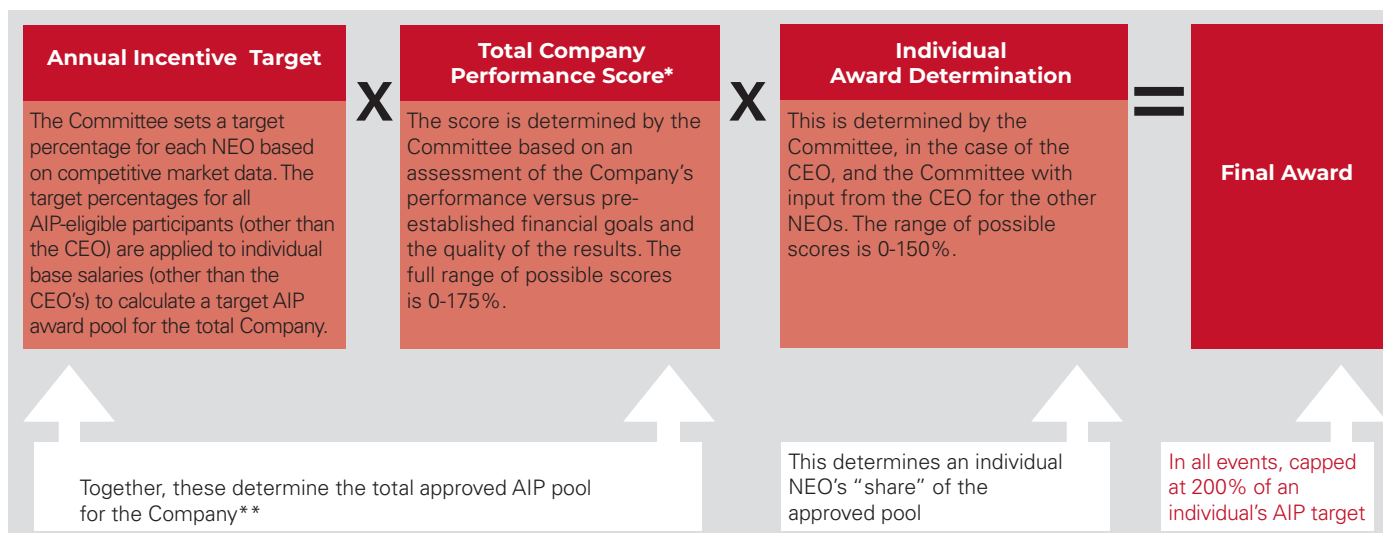 Annual Incentive Target
The Committee sets a target
percentage for each NEO based
on competitive market data. The
target percentages for all
AIP-eligible participants (other than
the CEO) are applied to individual
base salaries (other than the
CEO's) to calculate a target AIP
award pool for the total Company.
X
Total Company
Performance Score*
The score is determined by the
Committee based on an
assessment of the Company's
performance versus pre-
established financial goals and
the quality of the results. The
full range of possible scores
is 0-175%.
X
Individual
Award Determination
This is determined by the
Committee, in the case of the
CEO, and the Committee with
input from the CEO for the other
NEOs. The range of possible
scores is 0-150%.
=
Final Award
Together, these determine the total approved AIP pool
for the Company**
This determines an individual
NEO's “share” of the
approved pool
In all events, capped
at 200% of an
individual's AIP target